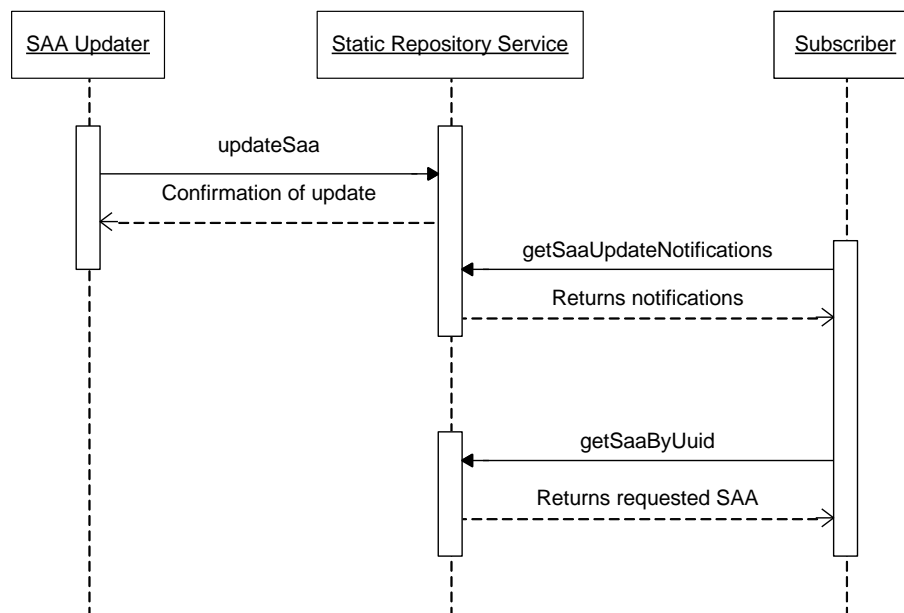 SAA Updater
Static Repository Service
Subscriber
updateSaa
Confirmation of update
getSaaUpdateNotifications
Returns notifications
getSaaByUuid
Returns requested SAA